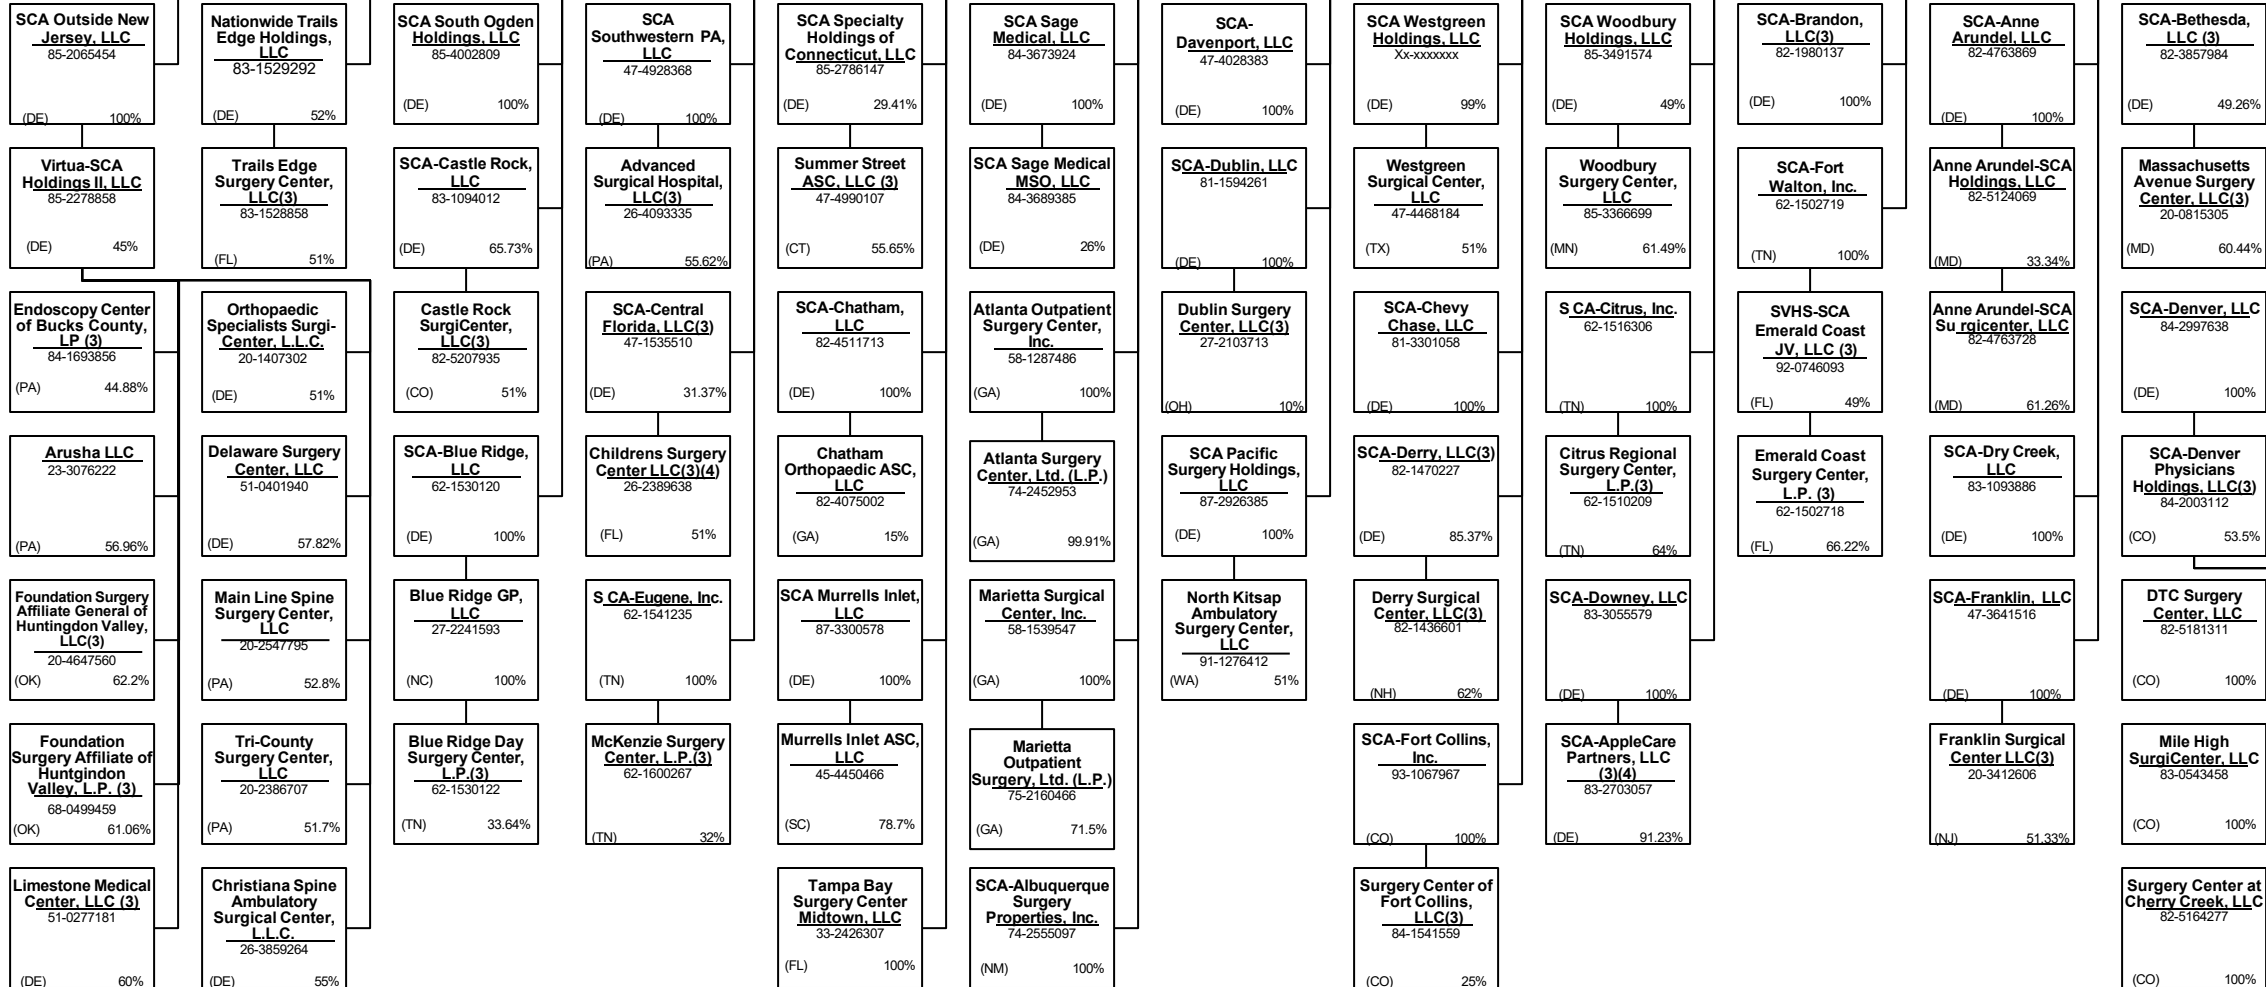 SCA Outside New
Jersey, LLC
85-2065454
(DE) 100%
Nationwide Trails
Edge Holdings,
LLC
83-1529292
(DE) 52%
SCA South Ogden
Holdings, LLC
85-4002809
(DE) 100%
SCA
Southwestern PA,
LLC
47-4928368
(DE) 100%
SCA Specialty
Holdings of
Connecticut, LLC
85-2786147
(DE) 29.41%
SCA Sage
Medical, LLC
84-3673924
(DE) 100%
SCA-
Davenport, LLC
47-4028383
(DE) 100%
SCA Westgreen
Holdings, LLC
Xx-xxxxxxx
(DE) 99%
SCA Woodbury
Holdings, LLC
85-3491574
(DE) 49%
SCA-Brandon,
LLC(3)
82-1980137
(DE) 100%
SCA-Anne
Arundel, LLC
82-4763869
(DE) 100%
SCA-Bethesda,
LLC (3)
82-3857984
(DE) 49.26%
Virtua-SCA
Holdings II, LLC
85-2278858
(DE) 45%
Trails Edge
Surgery Center,
LLC(3)
83-1528858
(FL) 51%
SCA-Castle Rock,
LLC
83-1094012
(DE) 65.73%
Advanced
Surgical Hospital,
LLC(3)
26-4093335
(PA) 55.62%
Summer Street
ASC, LLC (3)
47-4990107
(CT) 55.65%
SCA Sage Medical
MSO, LLC
84-3689385
(DE) 26%
SCA-Dublin, LLC
81-1594261
(DE) 100%
Westgreen
Surgical Center,
LLC
47-4468184
(TX) 51%
Woodbury
Surgery Center,
LLC
85-3366699
(MN) 61.49%
SCA-Fort
Walton, Inc.
62-1502719
(TN) 100%
Anne Arundel-SCA
Holdings, LLC
82-5124069
(MD) 33.34%
Massachusetts
Avenue Surgery
Center, LLC(3)
20-0815305
(MD) 60.44%
Endoscopy Center
of Bucks County,
LP (3)
84-1693856
(PA) 44.88%
Orthopaedic
Specialists Surgi-
Center, L.L.C.
20-1407302
(DE) 51%
Castle Rock
SurgiCenter,
LLC(3)
82-5207935
(CO) 51%
SCA-Central
Florida, LLC(3)
47-1535510
(DE) 31.37%
SCA-Chatham,
LLC
82-4511713
(DE) 100%
Atlanta Outpatient
Surgery Center,
Inc.
58-1287486
(GA) 100%
Dublin Surgery
Center, LLC(3)
27-2103713
(OH) 10%
SCA-Chevy
Chase, LLC
81-3301058
(DE) 100%
S CA-Citrus, Inc.
62-1516306
(TN) 100%
SVHS-SCA
Emerald Coast
JV, LLC (3)
92-0746093
(FL) 49%
Anne Arundel-SCA
Su rgicenter, LLC
82-4763728
(MD) 61.26%
SCA-Denver, LLC
84-2997638
(DE) 100%
Arusha LLC
23-3076222
(PA) 56.96%
Delaware Surgery
Center, LLC
51-0401940
(DE) 57.82%
SCA-Blue Ridge,
LLC
62-1530120
(DE) 100%
Childrens Surgery
Center LLC(3)(4)
26-2389638
(FL) 51%
Chatham
Orthopaedic ASC,
LLC
82-4075002
(GA) 15%
Atlanta Surgery
Center, Ltd. (L.P.)
74-2452953
(GA) 99.91%
SCA Pacific
Surgery Holdings,
LLC
87-2926385
(DE) 100%
SCA-Derry, LLC(3)
82-1470227
(DE) 85.37%
Citrus Regional
Surgery Center,
L.P.(3)
62-1510209
(TN) 64%
Emerald Coast
Surgery Center,
L.P. (3)
62-1502718
(FL) 66.22%
SCA-Dry Creek,
LLC
83-1093886
(DE) 100%
SCA-Denver
Physicians
Holdings, LLC(3)
84-2003112
(CO) 53.5%
Foundation Surgery
Affiliate General of
Huntingdon Valley,
LLC(3)
20-4647560
(OK) 62.2%
Main Line Spine
Surgery Center,
LLC
20-2547795
(PA) 52.8%
Blue Ridge GP,
LLC
27-2241593
(NC) 100%
S CA-Eugene, Inc.
62-1541235
(TN) 100%
SCA Murrells Inlet,
LLC
87-3300578
(DE) 100%
Marietta Surgical
Center, Inc.
58-1539547
(GA) 100%
North Kitsap
Ambulatory
Surgery Center,
LLC
91-1276412
(WA) 51%
Derry Surgical
Center, LLC(3)
82-1436601
(NH) 62%
SCA-Downey, LLC
83-3055579
(DE) 100%
SCA-Franklin, LLC
47-3641516
(DE) 100%
DTC Surgery
Center, LLC
82-5181311
(CO) 100%
Foundation
Surgery Affiliate of
Huntgindon
Valley, L.P. (3)
68-0499459
(OK) 61.06%
Tri-County
Surgery Center,
LLC
20-2386707
(PA) 51.7%
Blue Ridge Day
Surgery Center,
L.P.(3)
62-1530122
(TN) 33.64%
McKenzie Surgery
Center, L.P.(3)
62-1600267
(TN) 32%
Murrells Inlet ASC,
LLC
45-4450466
(SC) 78.7%
Marietta
Outpatient
Surgery, Ltd. (L.P.)
75-2160466
(GA) 71.5%
SCA-Fort Collins,
Inc.
93-1067967
(CO) 100%
SCA-AppleCare
Partners, LLC
(3)(4)
83-2703057
(DE) 91.23%
Franklin Surgical
Center LLC(3)
20-3412606
(NJ) 51.33%
Mile High
SurgiCenter, LLC
83-0543458
(CO) 100%
Limestone Medical
Center, LLC (3)
51-0277181
(DE) 60%
Christiana Spine
Ambulatory
Surgical Center,
L.L.C.
26-3859264
(DE) 55%
Tampa Bay
Surgery Center
Midtown, LLC
33-2426307
(FL) 100%
SCA-Albuquerque
Surgery
Properties, Inc.
74-2555097
(NM) 100%
Surgery Center of
Fort Collins,
LLC(3)
84-1541559
(CO) 25%
Surgery Center at
Cherry Creek, LLC
82-5164277
(CO) 100%